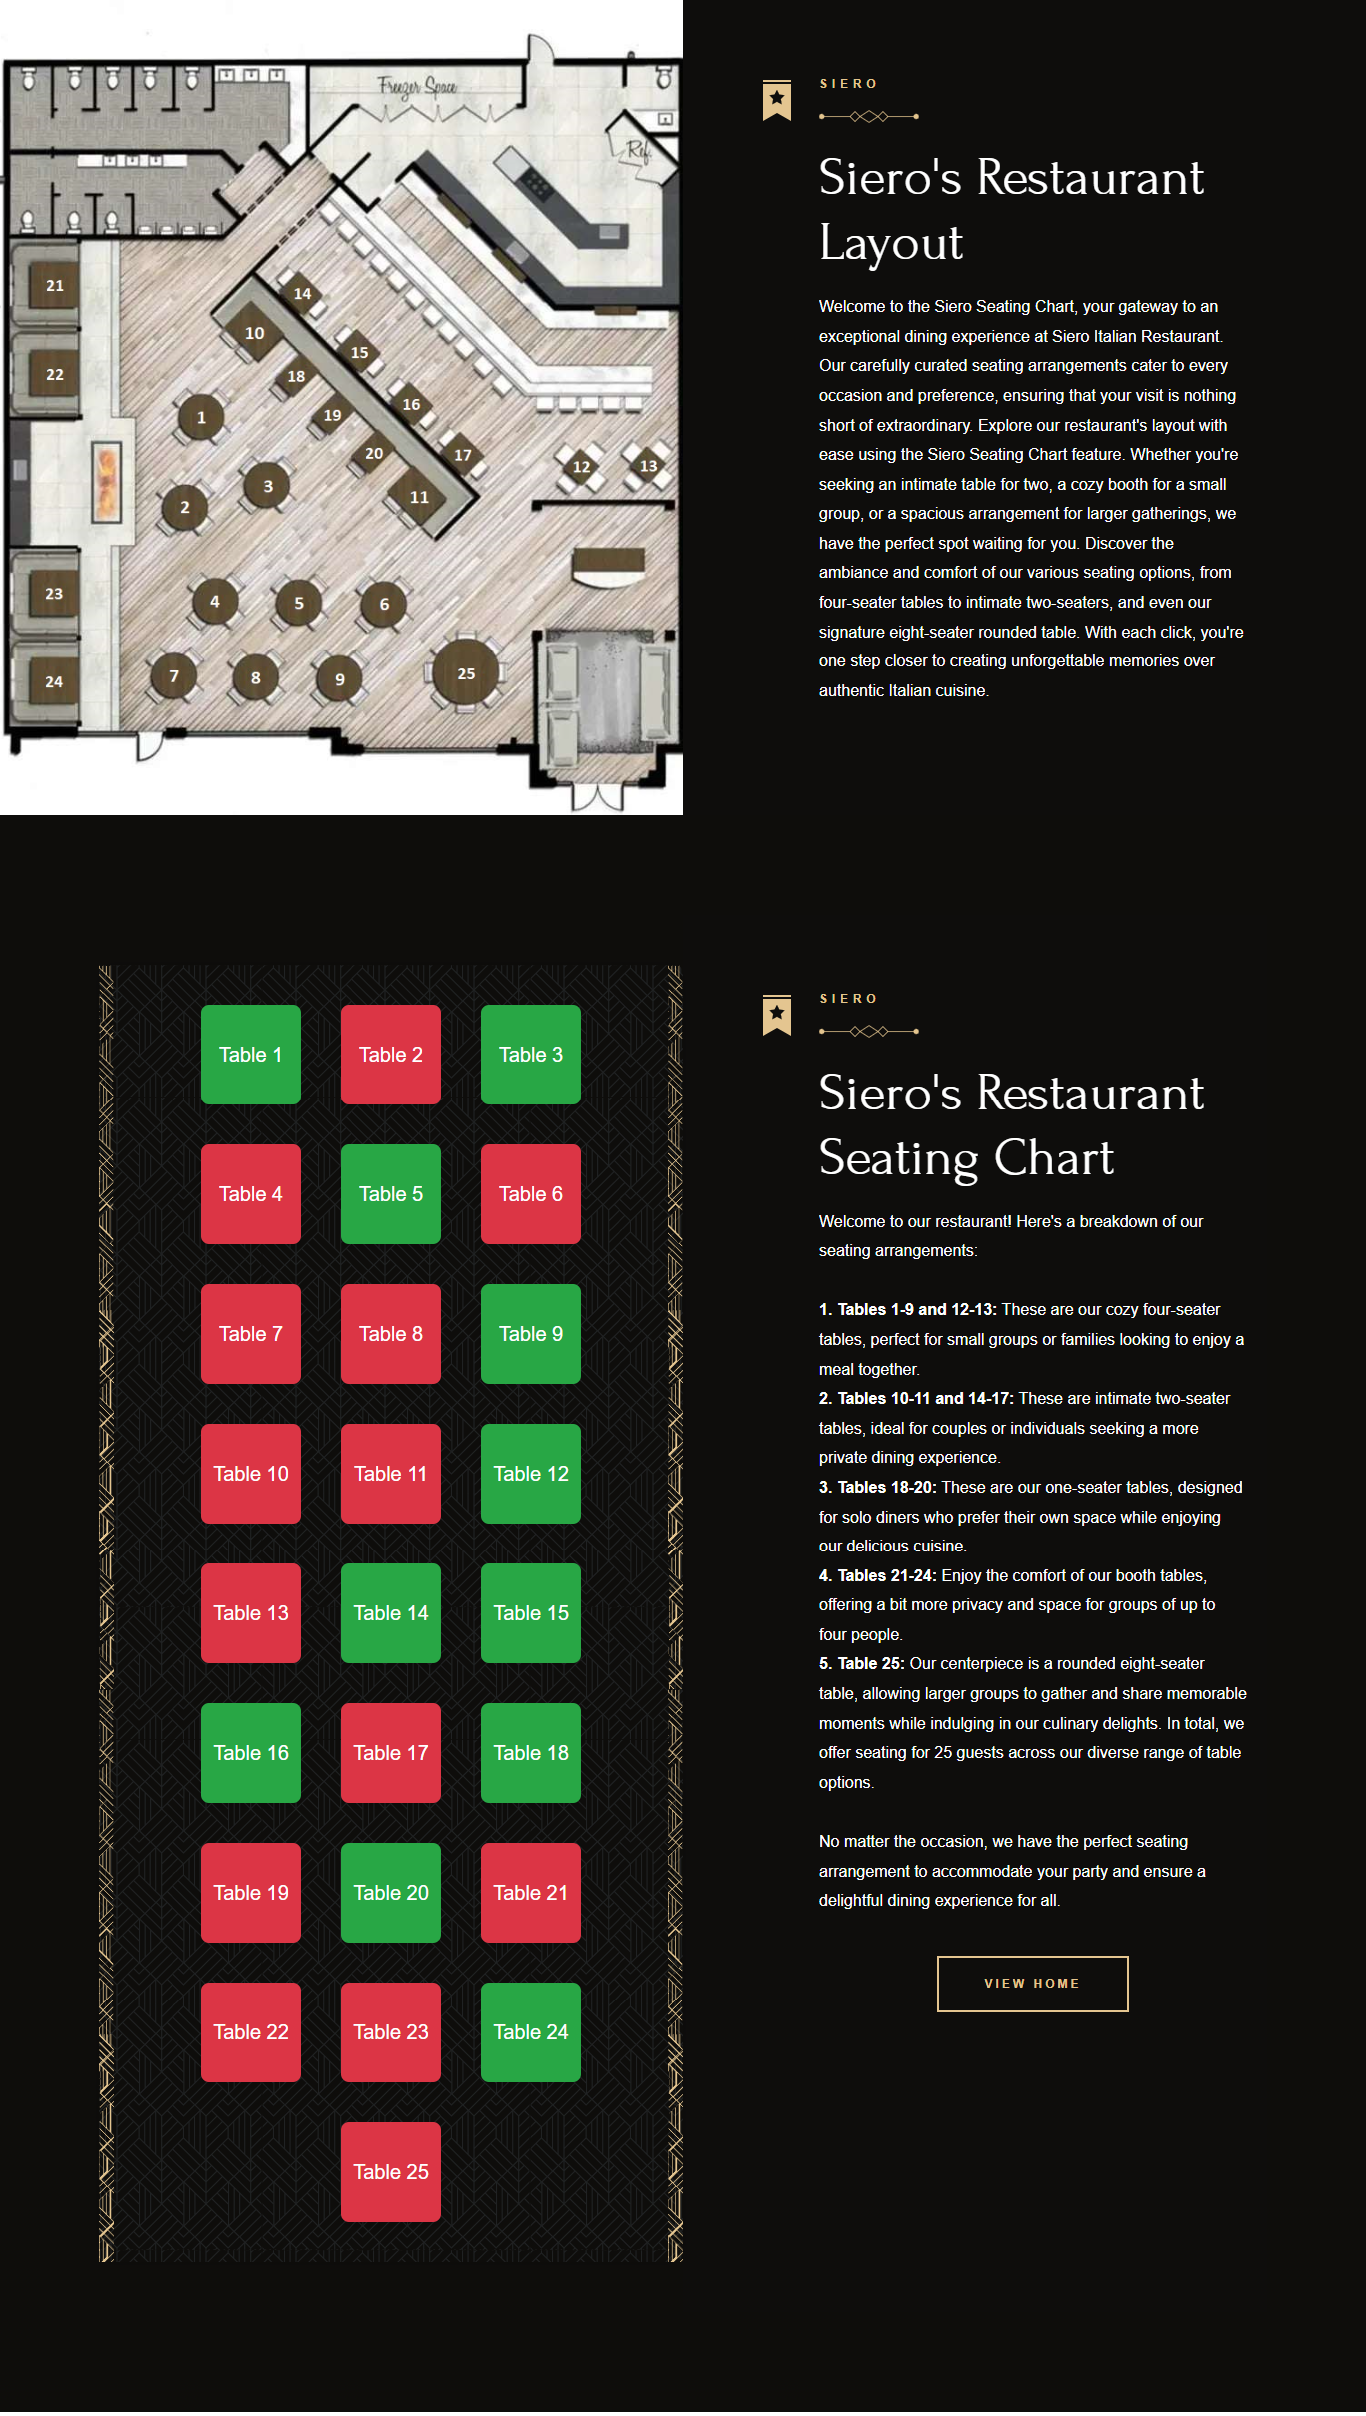 Freezer Space
Ref.
21
14
10
15
22
18
16
1
19
20
17
12
13
3
11
2
23
4
5
6
7
8
9
25
24
SIERO
Siero's Restaurant
Layout
Welcome to the Siero Seating Chart, your gateway to an
exceptional dining experience at Siero Italian Restaurant.
Our carefully curated seating arrangements cater to every
occasion and preference, ensuring that your visit is nothing
short of extraordinary. Explore our restaurant's layout with
ease using the Siero Seating Chart feature. Whether you're
seeking an intimate table for two, a cozy booth for a small
group, or a spacious arrangement for larger gatherings, we
have the perfect spot waiting for you. Discover the
ambiance and comfort of our various seating options, from
four-seater tables to intimate two-seaters, and even our
signature eight-seater rounded table. With each click, you're
one step closer to creating unforgettable memories over
authentic Italian cuisine.
Table 1
Table 2
Table 3
Table 4
Table 5
Table 6
Table 7
Table 8
Table 9
Table 10
Table 11
Table 12
Table 13
Table 14
Table 15
Table 16
Table 17
Table 18
Table 19
Table 20
Table 21
Table 22
Table 23
Table 24
Table 25
SIERO
Siero's Restaurant
Seating Chart
Welcome to our restaurant! Here's a breakdown of our
seating arrangements:
1. Tables 1-9 and 12-13: These are our cozy four-seater
tables, perfect for small groups or families looking to enjoy a
meal together.
2. Tables 10-11 and 14-17: These are intimate two-seater
tables, ideal for couples or individuals seeking a more
private dining experience.
3. Tables 18-20: These are our one-seater tables, designed
for solo diners who prefer their own space while enjoying
our delicious cuisine.
4. Tables 21-24: Enjoy the comfort of our booth tables,
offering a bit more privacy and space for groups of up to
four people.
5. Table 25: Our centerpiece is a rounded eight-seater
table, allowing larger groups to gather and share memorable
moments while indulging in our culinary delights. In total, we
offer seating for 25 guests across our diverse range of table
options.
No matter the occasion, we have the perfect seating
arrangement to accommodate your party and ensure a
delightful dining experience for all.
VIEW HOME